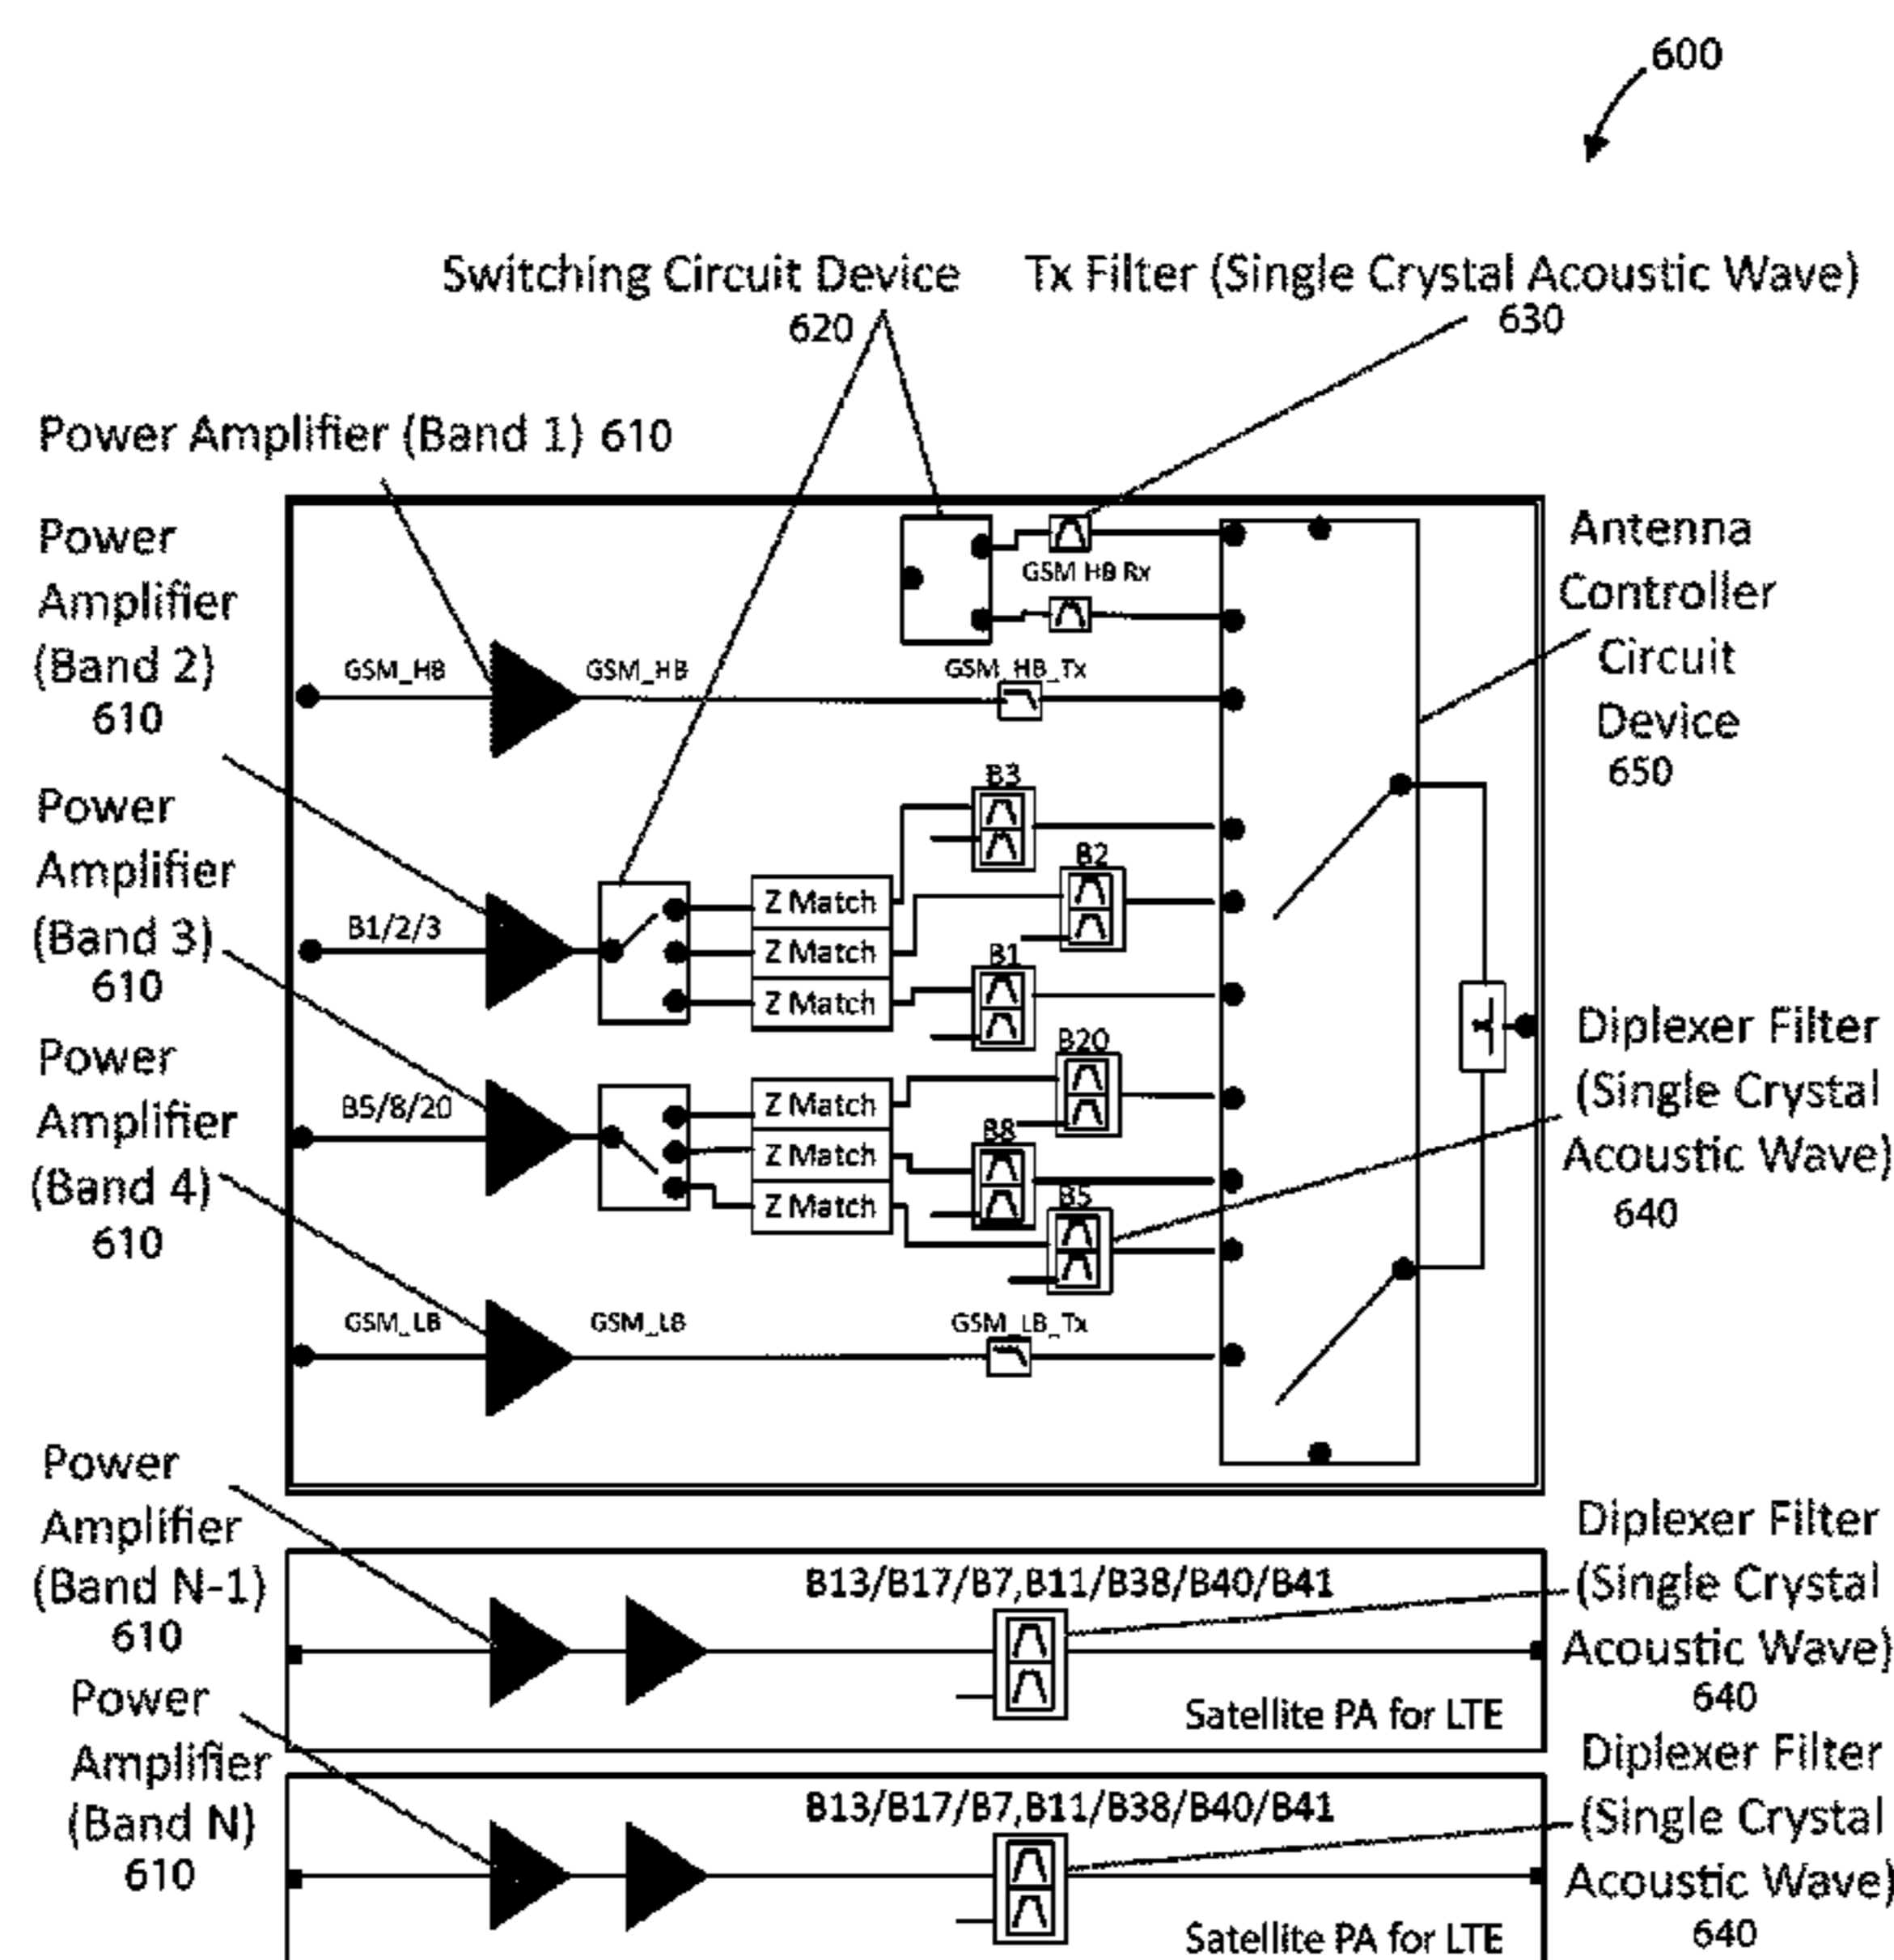 600
Switching Circuit Device
620
Tx Filter (Single Crystal Acoustic Wave)
630
Power Amplifier (Band 1) 610
Power
Amplifier
(Band 2)
610
Power
Amplifier
(Band 3)
610
Power
Amplifier
(Band 4)
610
GSM HB Rx
GSM_HB
GSM_HB
GSM_HB_Tx
B3
B2
B1/2/3
Z Match
Z Match
Z Match
B1
B20
B5/8/20
Z Match
Z Match
Z Match
B8
B5
GSM_LB
GSM_LB
GSM_LB_Tx
Antenna
Controller
Circuit
Device
650
Diplexer Filter
(Single Crystal
Acoustic Wave)
640
Power
Amplifier
(Band N-1)
610
B13/B17/B7,B11/B38/B40/B41
Satellite PA for LTE
Diplexer Filter
(Single Crystal
Acoustic Wave)
640
Power
Amplifier
(Band N)
610
B13/B17/B7,B11/B38/B40/B41
Satellite PA for LTE
Diplexer Filter
(Single Crystal
Acoustic Wave)
640